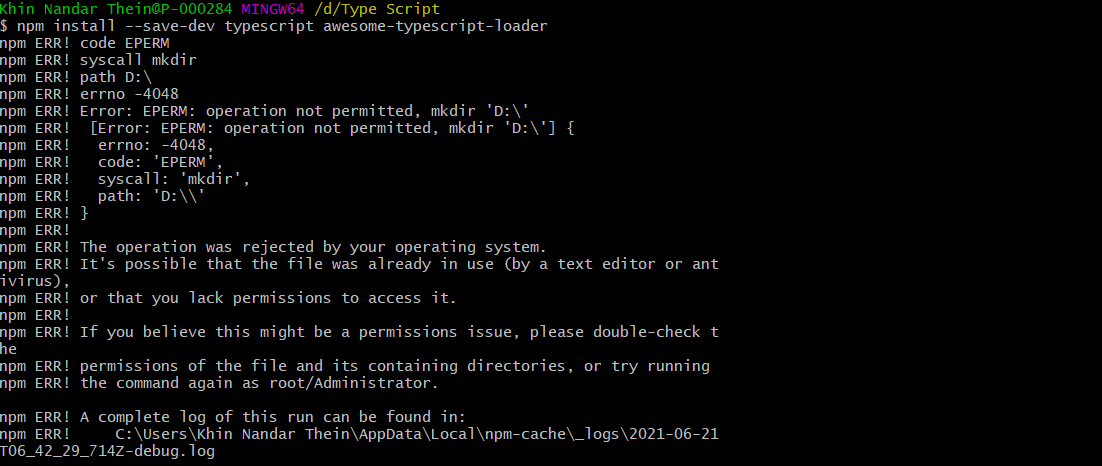 Khin Nandar Thein@P-000284 MINGW64 /d/Type Script
$ npm install --save-dev typescript awesome-typescript-loader
npm ERR! code EPERM
npm ERR! syscall mkdir
npm ERR! path D:\
npm ERR! errno -4048
npm ERR! Error: EPERM: operation not permitted, mkdir 'D:\'
npm ERR!  [Error: EPERM: operation not permitted, mkdir 'D:\'] {
npm ERR!   errno: -4048,
npm ERR!   code: 'EPERM',
npm ERR!   syscall: 'mkdir',
npm ERR!   path: 'D:\\'
npm ERR! }
npm ERR!
npm ERR! The operation was rejected by your operating system.
npm ERR! It's possible that the file was already in use (by a text editor or ant
ivirus),
npm ERR! or that you lack permissions to access it.
npm ERR!
npm ERR! If you believe this might be a permissions issue, please double-check t
he
npm ERR! permissions of the file and its containing directories, or try running
npm ERR! the command again as root/Administrator.
npm ERR! A complete log of this run can be found in:
npm ERR!     C:\Users\Khin Nandar Thein\AppData\Local\npm-cache\_logs\2021-06-21
T06_42_29_714Z-debug.log